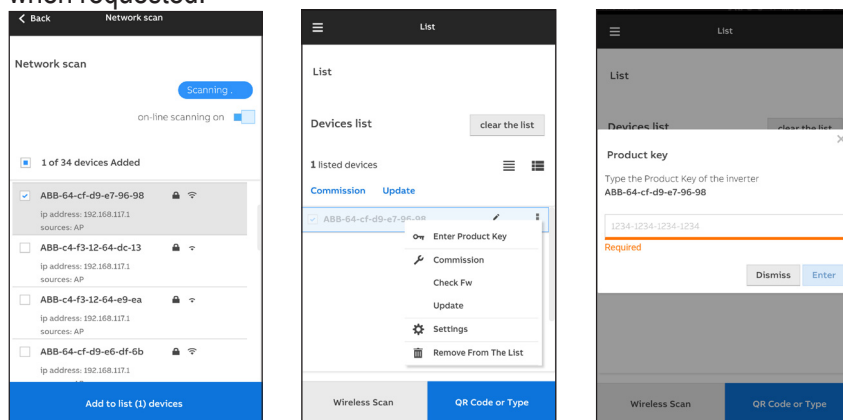 when requested.
Back Network scan
Network scan
Scanning .
on-line scanning on
1 of 34 devices Added
ABB-64-cf-d9-e7-96-98
ip address: 192.168.117.1
sources: AP
ABB-c4-f3-12-64-dc-13
ip address: 192.168.117.1
sources: AP
ABB-c4-f3-12-64-e9-ea
ip address: 192.168.117.1
sources: AP
ABB-64-cf-d9-e6-df-6b
ip address: 192.168.117.1
Add to list (1) devices
List
List
Devices list clear the list
1 listed devices
Commission Update
ABB-64-cf-d9-e7-96-98
Enter Product Key
Commission
Check Fw
Update
Settings
Remove From The List
Wireless Scan QR Code or Type
List
List
Devices list clear the list
Product key
Type the Product Key of the inverter
ABB-64-cf-d9-e7-96-98
1234-1234-1234-1234
Required
Dismiss Enter
Wireless Scan QR Code or Type